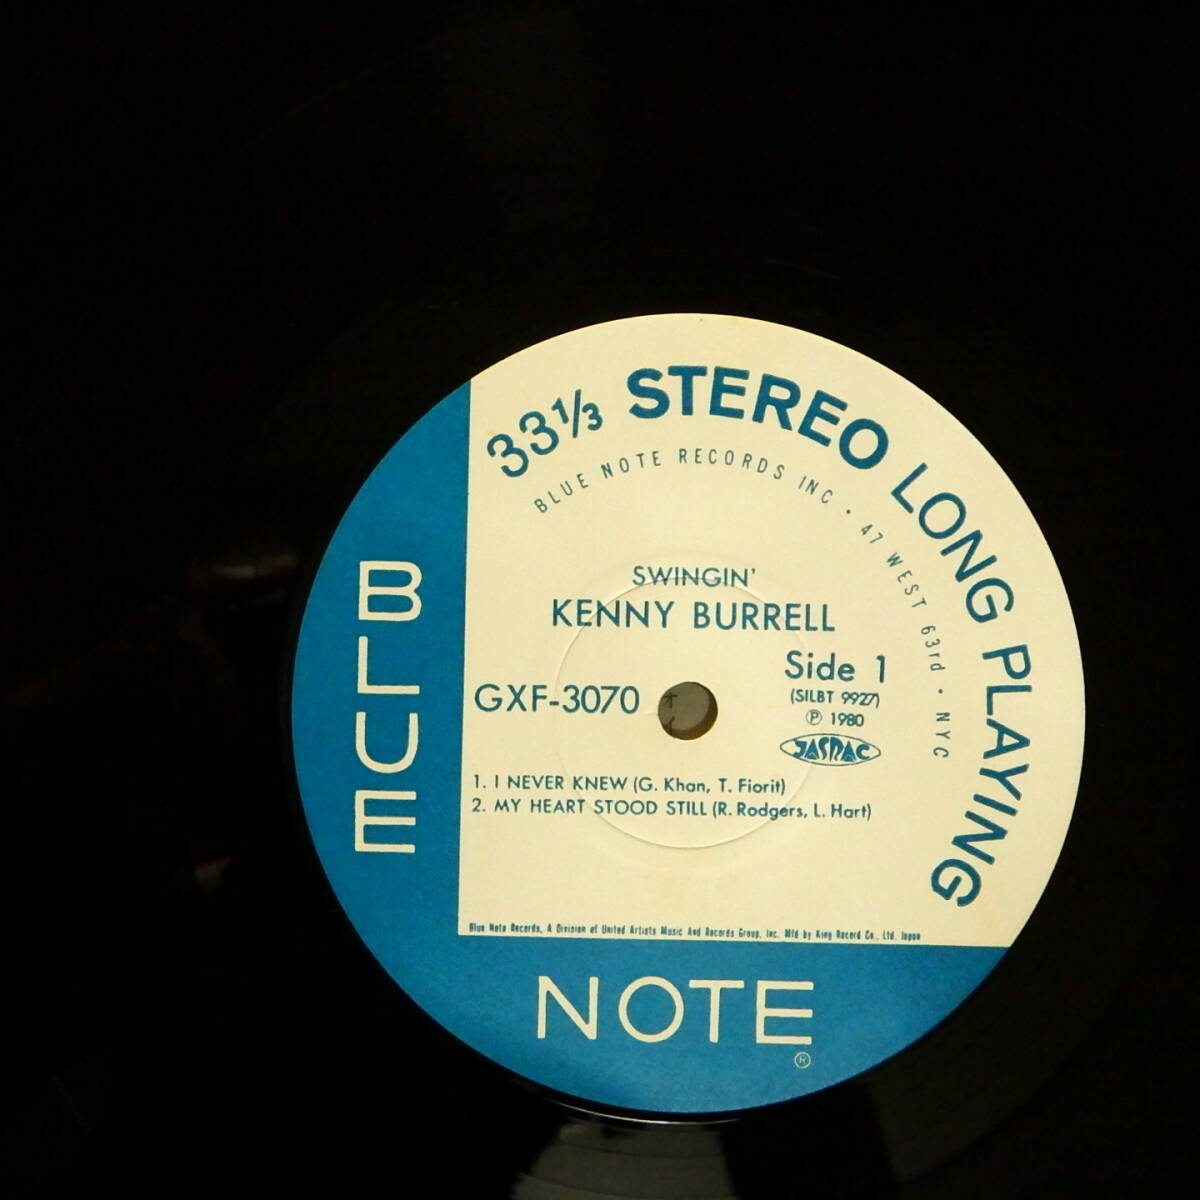 33⅓ STEREO LONG PLAYING
BLUE NOTE RECORDS INC · 47 WEST 63rd · NYC
SWINGIN'
KENNY BURRELL
Side 1
GXF-3070
(SILBT 9927)
Ⓟ 1980
JASRAC
1. I NEVER KNEW (G. Khan, T. Fiorit)
2. MY HEART STOOD STILL (R. Rodgers, L. Hart)
Blue Note Records, A Division of United Artists Music And Records Group, Inc. Mfd by King Record Co., Ltd. Japan
BLUE
NOTE
®